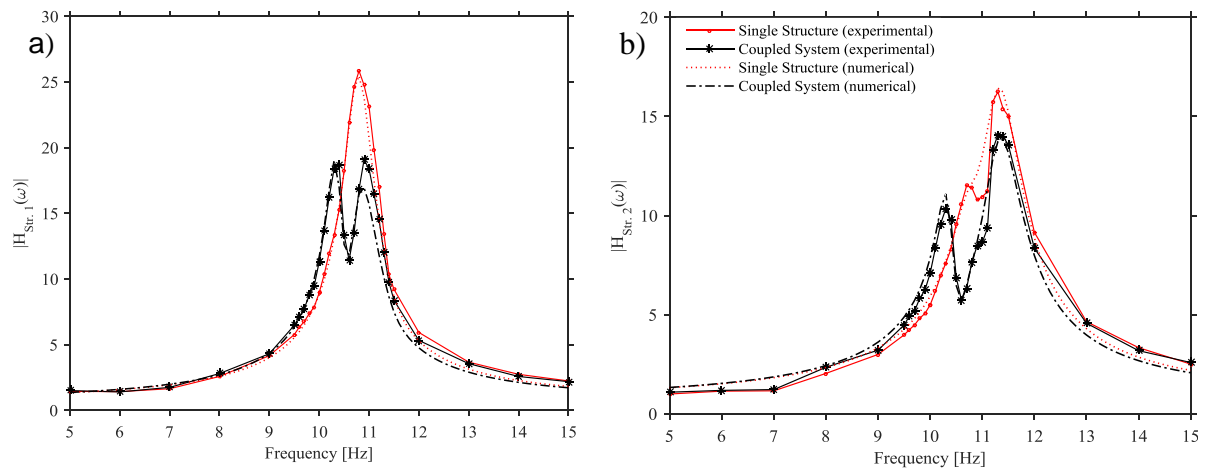 a)
|H_Str. 1(ω)|
30
25
20
15
10
5
0
5 6 7 8 9 10 11 12 13 14 15
Frequency [Hz]
b)
|H_Str. 2(ω)|
20
15
10
5
0
Single Structure (experimental)
Coupled System (experimental)
Single Structure (numerical)
Coupled System (numerical)
5 6 7 8 9 10 11 12 13 14 15
Frequency [Hz]